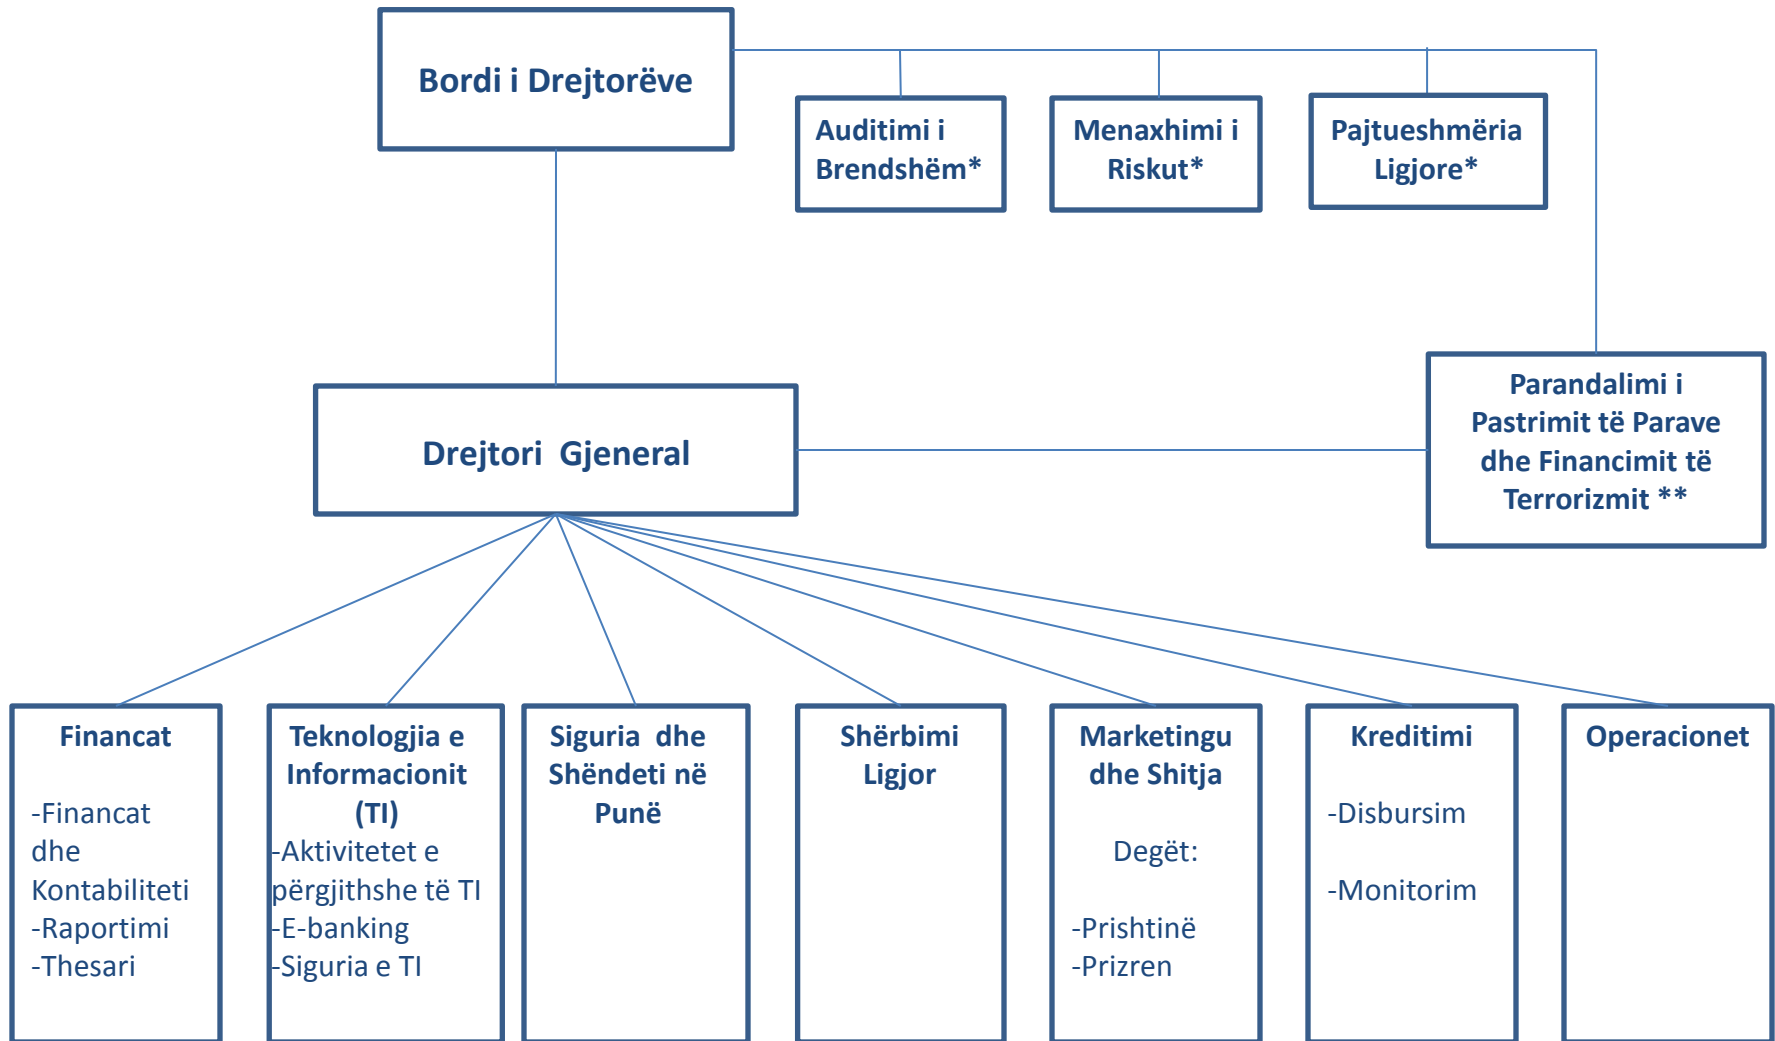 Bordi i Drejtorëve
Auditimi i
Brendshëm*
Menaxhimi i
Riskut*
Pajtueshmëria
Ligjore*
Parandalimi i
Pastrimit të Parave
dhe Financimit të
Terrorizmit **
Drejtori Gjeneral
Financat
-Financat
dhe
Kontabiliteti
-Raportimi
-Thesari
Teknologjia e
Informacionit
(TI)
-Aktivitetet e
përgjithshe të TI
-E-banking
-Siguria e TI
Siguria dhe
Shëndeti në
Punë
Shërbimi
Ligjor
Marketingu
dhe Shitja
Degët:
-Prishtinë
-Prizren
Kreditimi
-Disbursim
-Monitorim
Operacionet